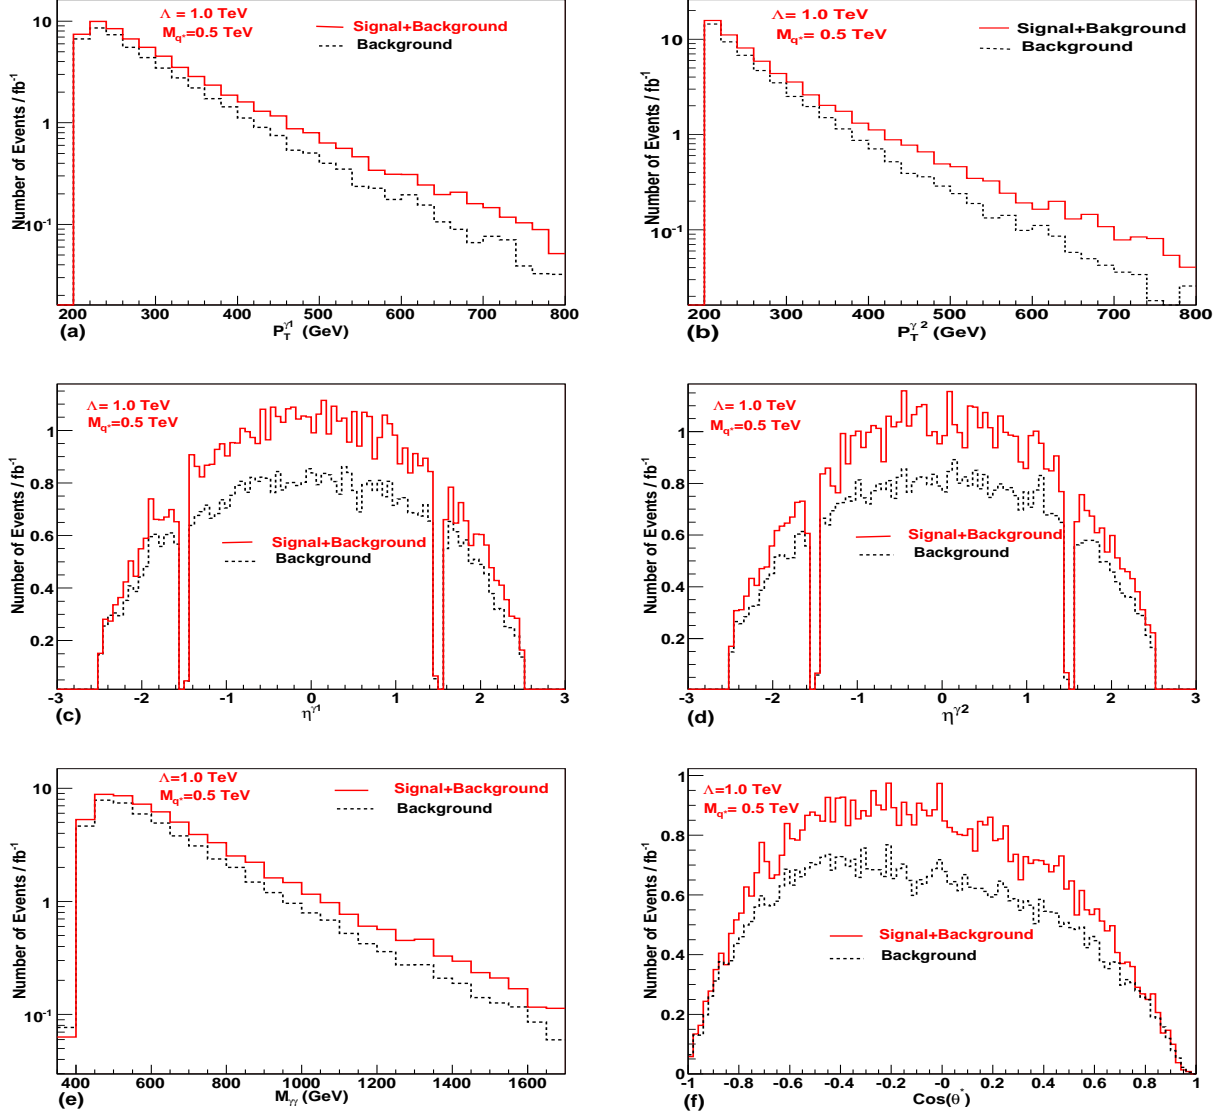 Λ = 1.0 TeV
M_q*=0.5 TeV
Signal+Background
Background
Number of Events / fb⁻¹
10
1
10⁻¹
200 300 400 500 600 700 800
P_T^γ1 (GeV)
(a)
Λ = 1.0 TeV
M_q*= 0.5 TeV
Signal+Bakground
Background
Number of Events / fb⁻¹
10
1
10⁻¹
200 300 400 500 600 700 800
P_T^γ2 (GeV)
(b)
Λ= 1.0 TeV
M_q*=0.5 TeV
Signal+Background
Background
Number of Events / fb⁻¹
1
0.8
0.6
0.4
0.2
-3 -2 -1 0 1 2 3
η^γ1
(c)
Λ= 1.0 TeV
M_q*=0.5 TeV
Signal+Background
Background
Number of Events / fb⁻¹
1
0.8
0.6
0.4
0.2
-3 -2 -1 0 1 2 3
η^γ2
(d)
Λ=1.0 TeV
M_q*=0.5 TeV
Signal+Background
Background
Number of Events / fb⁻¹
10
1
10⁻¹
400 600 800 1000 1200 1400 1600
M_γγ (GeV)
(e)
Λ=1.0 TeV
M_q*= 0.5 TeV
Signal+Background
Background
Number of Events / fb⁻¹
1
0.8
0.6
0.4
0.2
0
-1 -0.8 -0.6 -0.4 -0.2 -0 0.2 0.4 0.6 0.8 1
Cos(θ*)
(f)